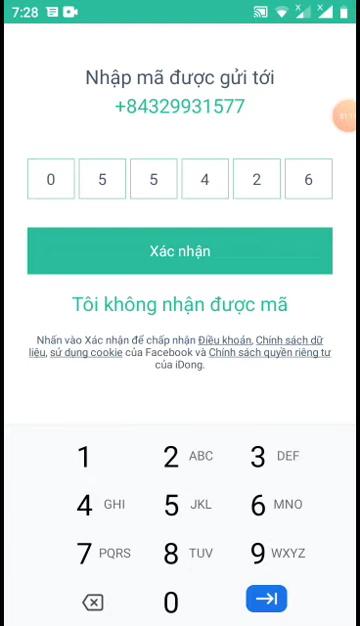 7:28
Nhập mã được gửi tới
+84329931577
0 5 5 4 2 6
Xác nhận
Tôi không nhận được mã
Nhấn vào Xác nhận để chấp nhận Điều khoản, Chính sách dữ
liệu, sử dụng cookie của Facebook và Chính sách quyền riêng tư
của iDong.
1 2 ABC 3 DEF
4 GHI 5 JKL 6 MNO
7 PQRS 8 TUV 9 WXYZ
0